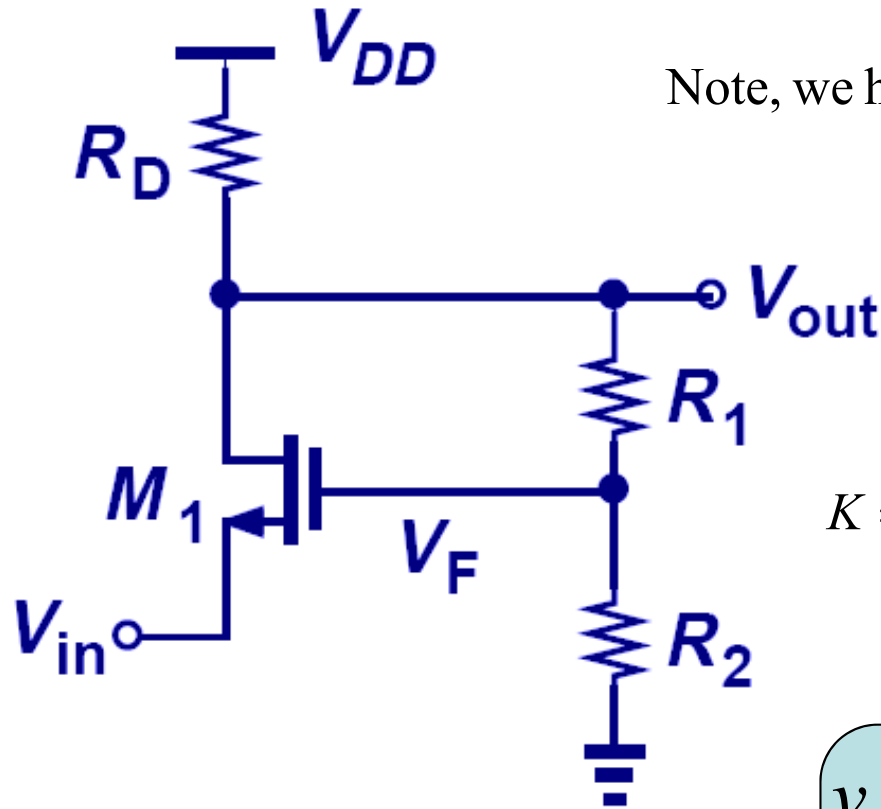 V_DD
Note, we h
R_D
V_out
R_1
M_1
K
V_F
V_in
R_2
v